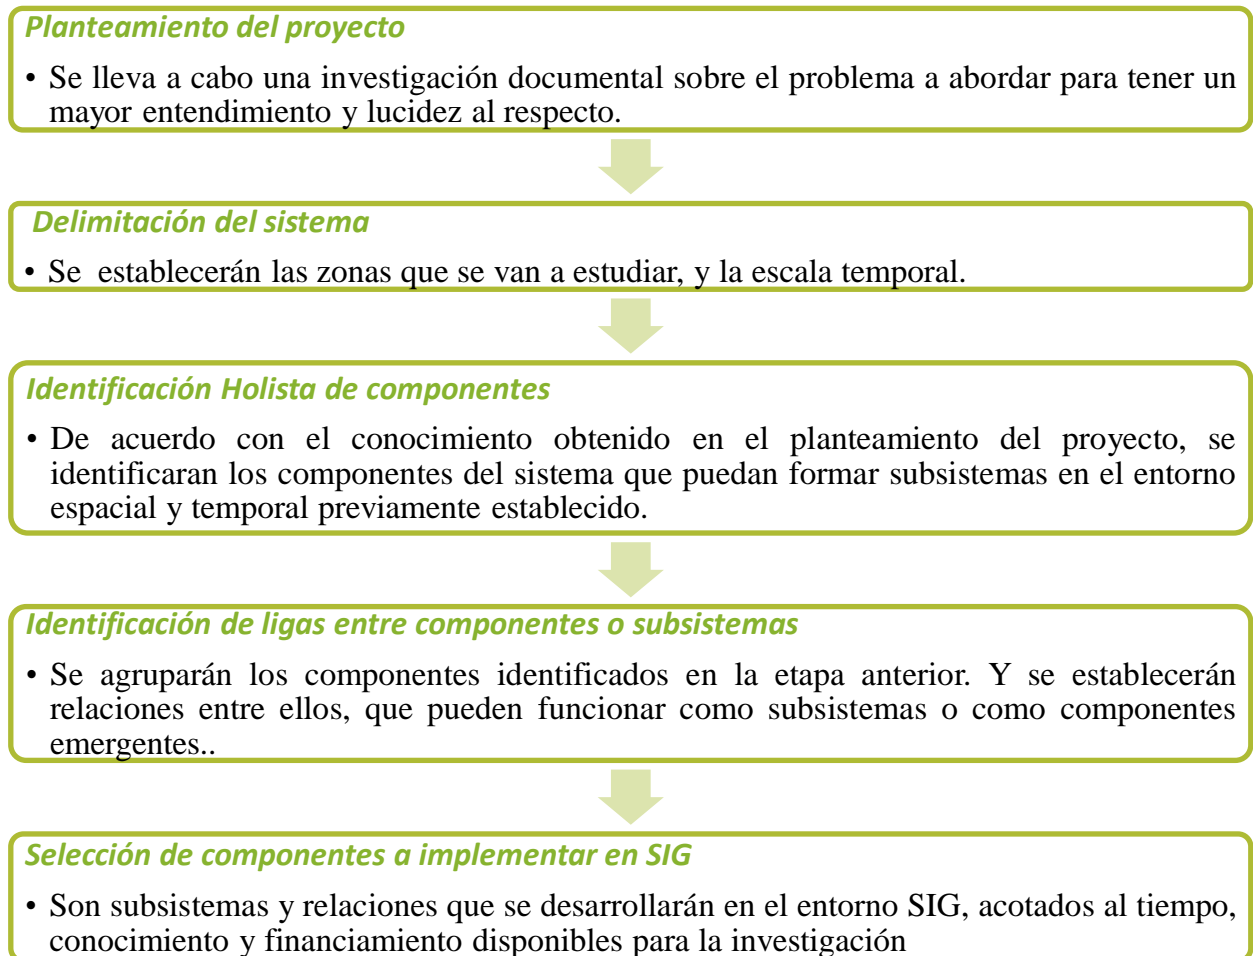 Planteamiento del proyecto
• Se lleva a cabo una investigación documental sobre el problema a abordar para tener un
mayor entendimiento y lucidez al respecto.
Delimitación del sistema
• Se establecerán las zonas que se van a estudiar, y la escala temporal.
Identificación Holista de componentes
• De acuerdo con el conocimiento obtenido en el planteamiento del proyecto, se
identificaran los componentes del sistema que puedan formar subsistemas en el entorno
espacial y temporal previamente establecido.
Identificación de ligas entre componentes o subsistemas
• Se agruparán los componentes identificados en la etapa anterior. Y se establecerán
relaciones entre ellos, que pueden funcionar como subsistemas o como componentes
emergentes..
Selección de componentes a implementar en SIG
• Son subsistemas y relaciones que se desarrollarán en el entorno SIG, acotados al tiempo,
conocimiento y financiamiento disponibles para la investigación